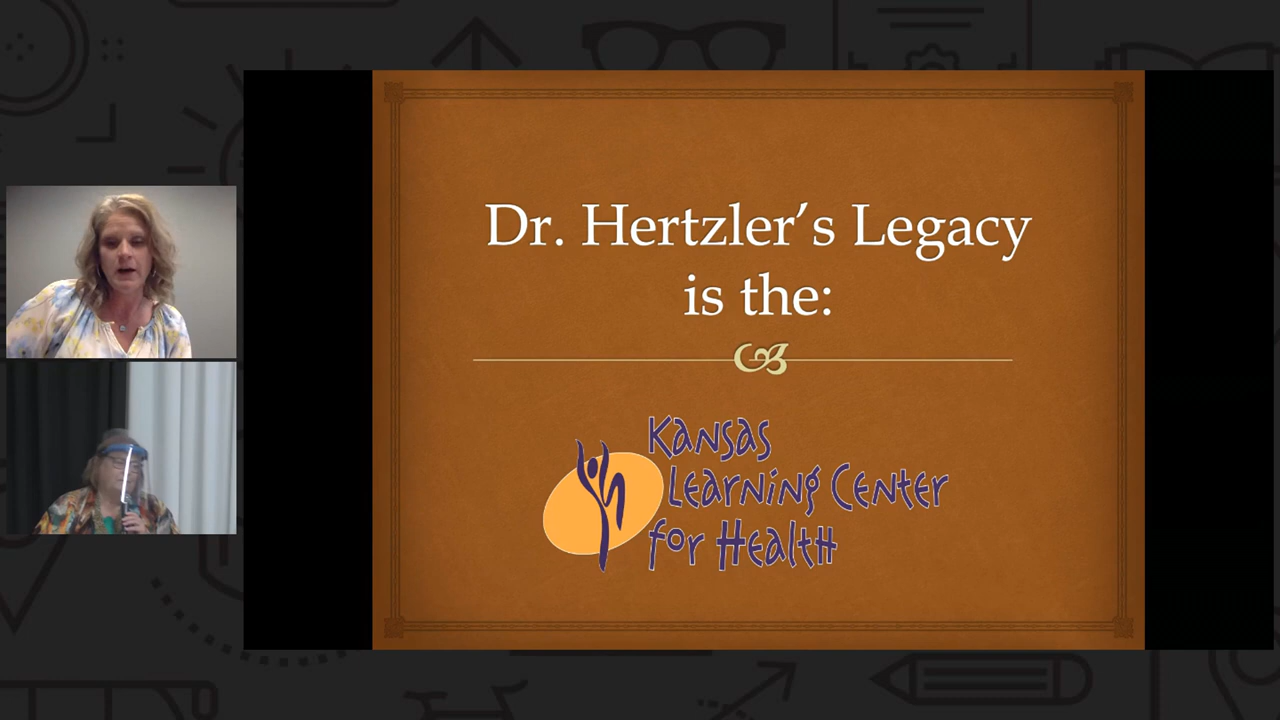 Dr. Hertzler’s Legacy
is the:
Kansas
Learning Center
for Health